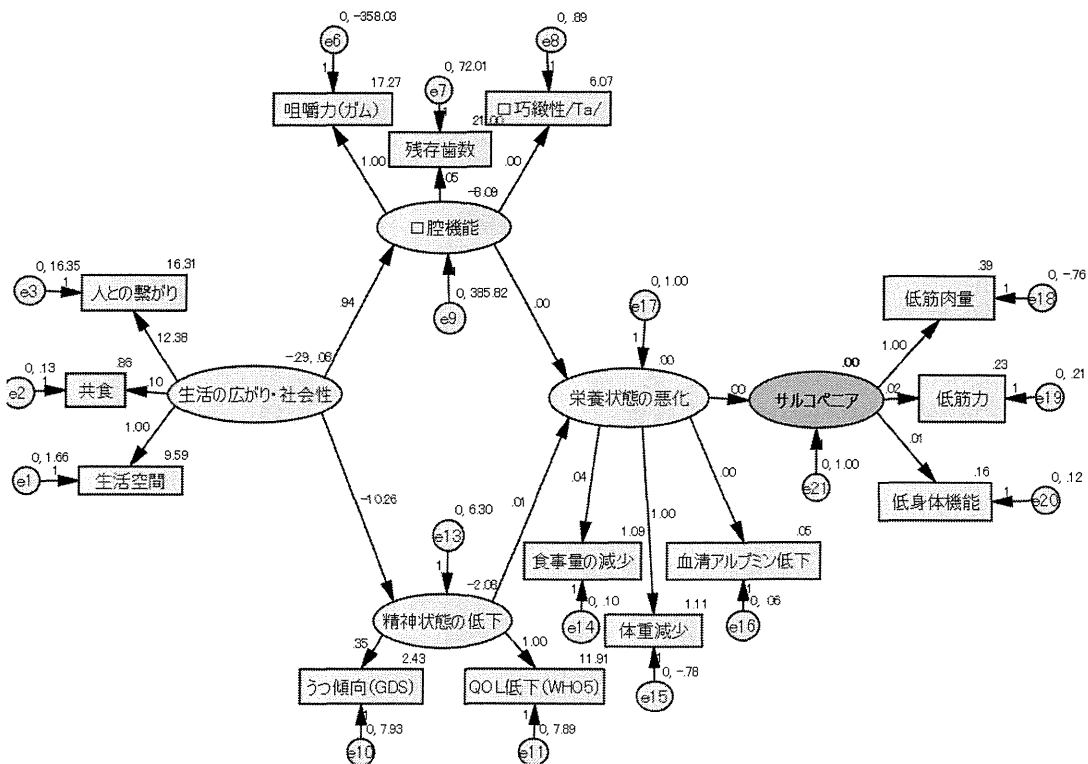 0, -358.03
e6
1
17.27
咀嚼力(ガム)
0, 72.01
e7
21.00
残存歯数
0, .89
e8
1
6.07
口巧緻性/Ta/
1.00
.05
.00
-8.09
口腔機能
0, 385.82
e9
0, 16.35
e3
1
16.31
人との繋がり
12.38
0, .13
e2
1
.86
共食
.10
0, 1.66
e1
1
9.59
生活空間
1.00
-.29, .06
生活の広がり・社会性
.94
-10.26
.00
.01
0, 1.00
e17
1
.00
栄養状態の悪化
.00
.00
サルコペニア
1
0, 1.00
e21
.39
低筋肉量
1
0, -.76
e18
1.00
.23
低筋力
1
0, .21
e19
.02
.16
低身体機能
1
0, .12
e20
.01
.04
1.00
.00
1.09
食事量の減少
1
0, .10
e14
1.11
体重減少
1
0, -.78
e15
.05
血清アルブミン低下
1
0, .06
e16
0, 6.30
e13
1
-2.08
精神状態の低下
.35
2.43
うつ傾向(GDS)
1
0, 7.93
e10
1.00
11.91
QOL低下(WHO5)
1
0, 7.89
e11